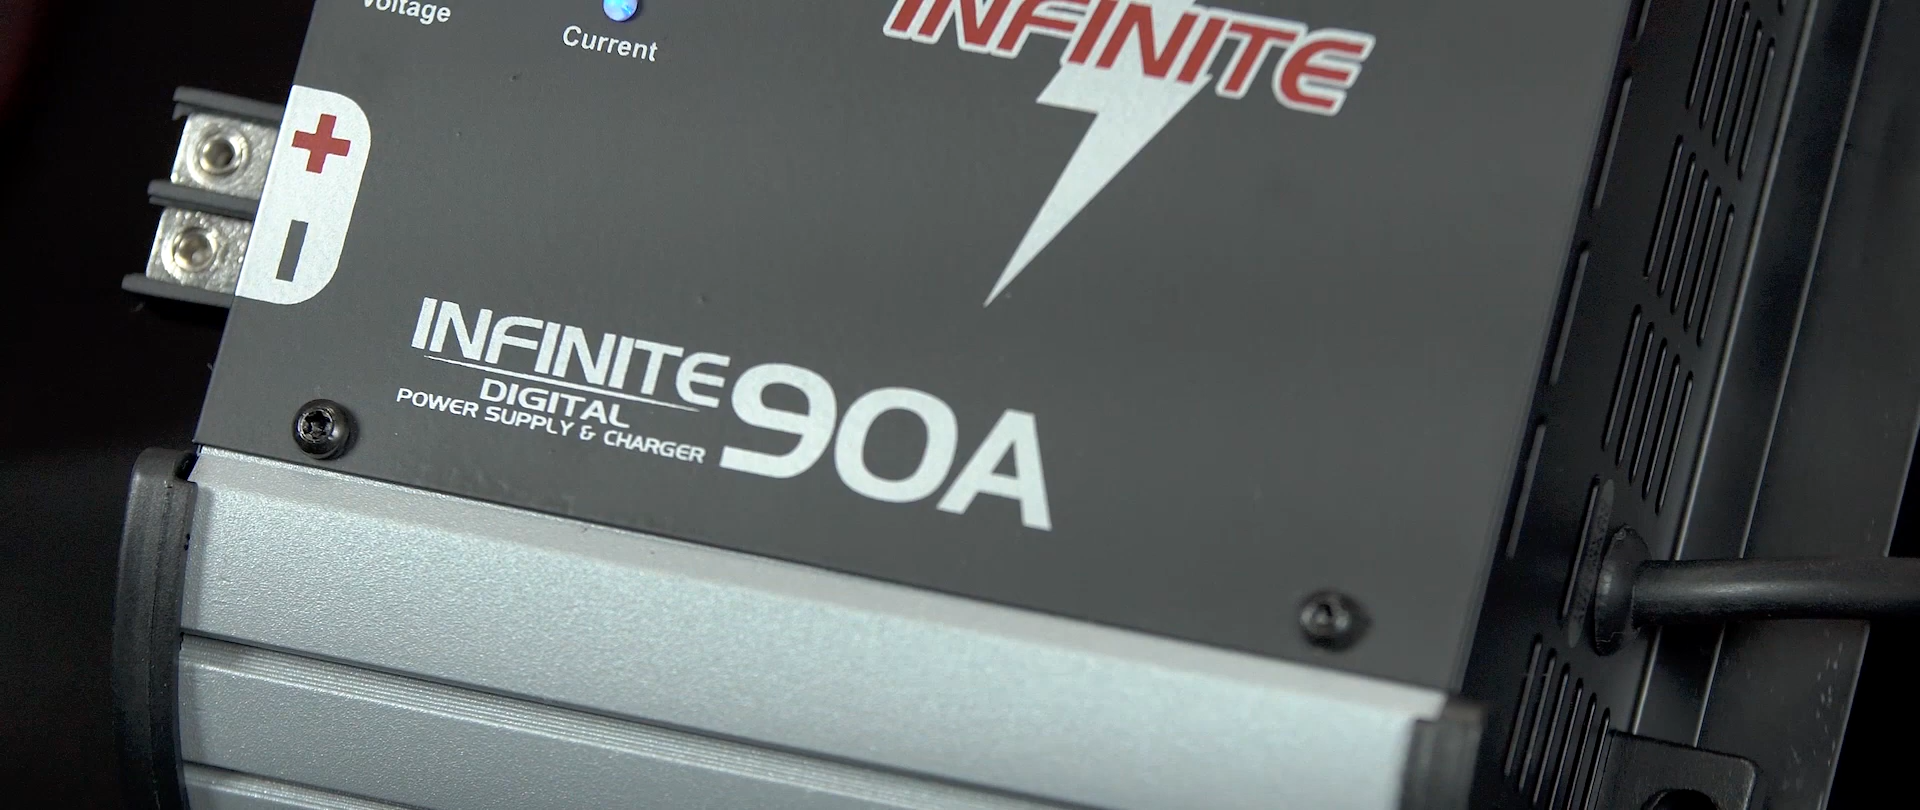 Voltage
Current
INFINITE
+
-
INFINITE
DIGITAL
POWER SUPPLY & CHARGER
90A